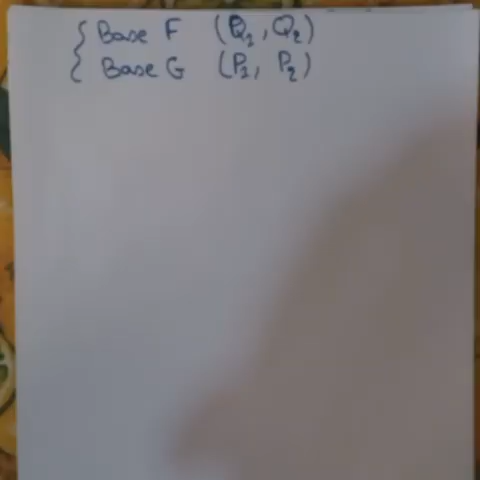 { Base F (Q₁, Q₂)
{ Base G (P₁, P₂)